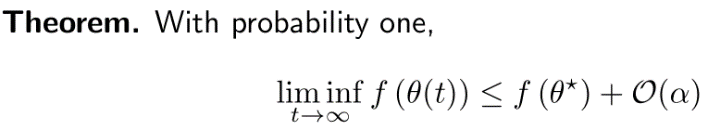 Theorem. With probability one,
lim inf f (θ(t)) ≤ f (θ⋆) + 𝒪(α)
t→∞